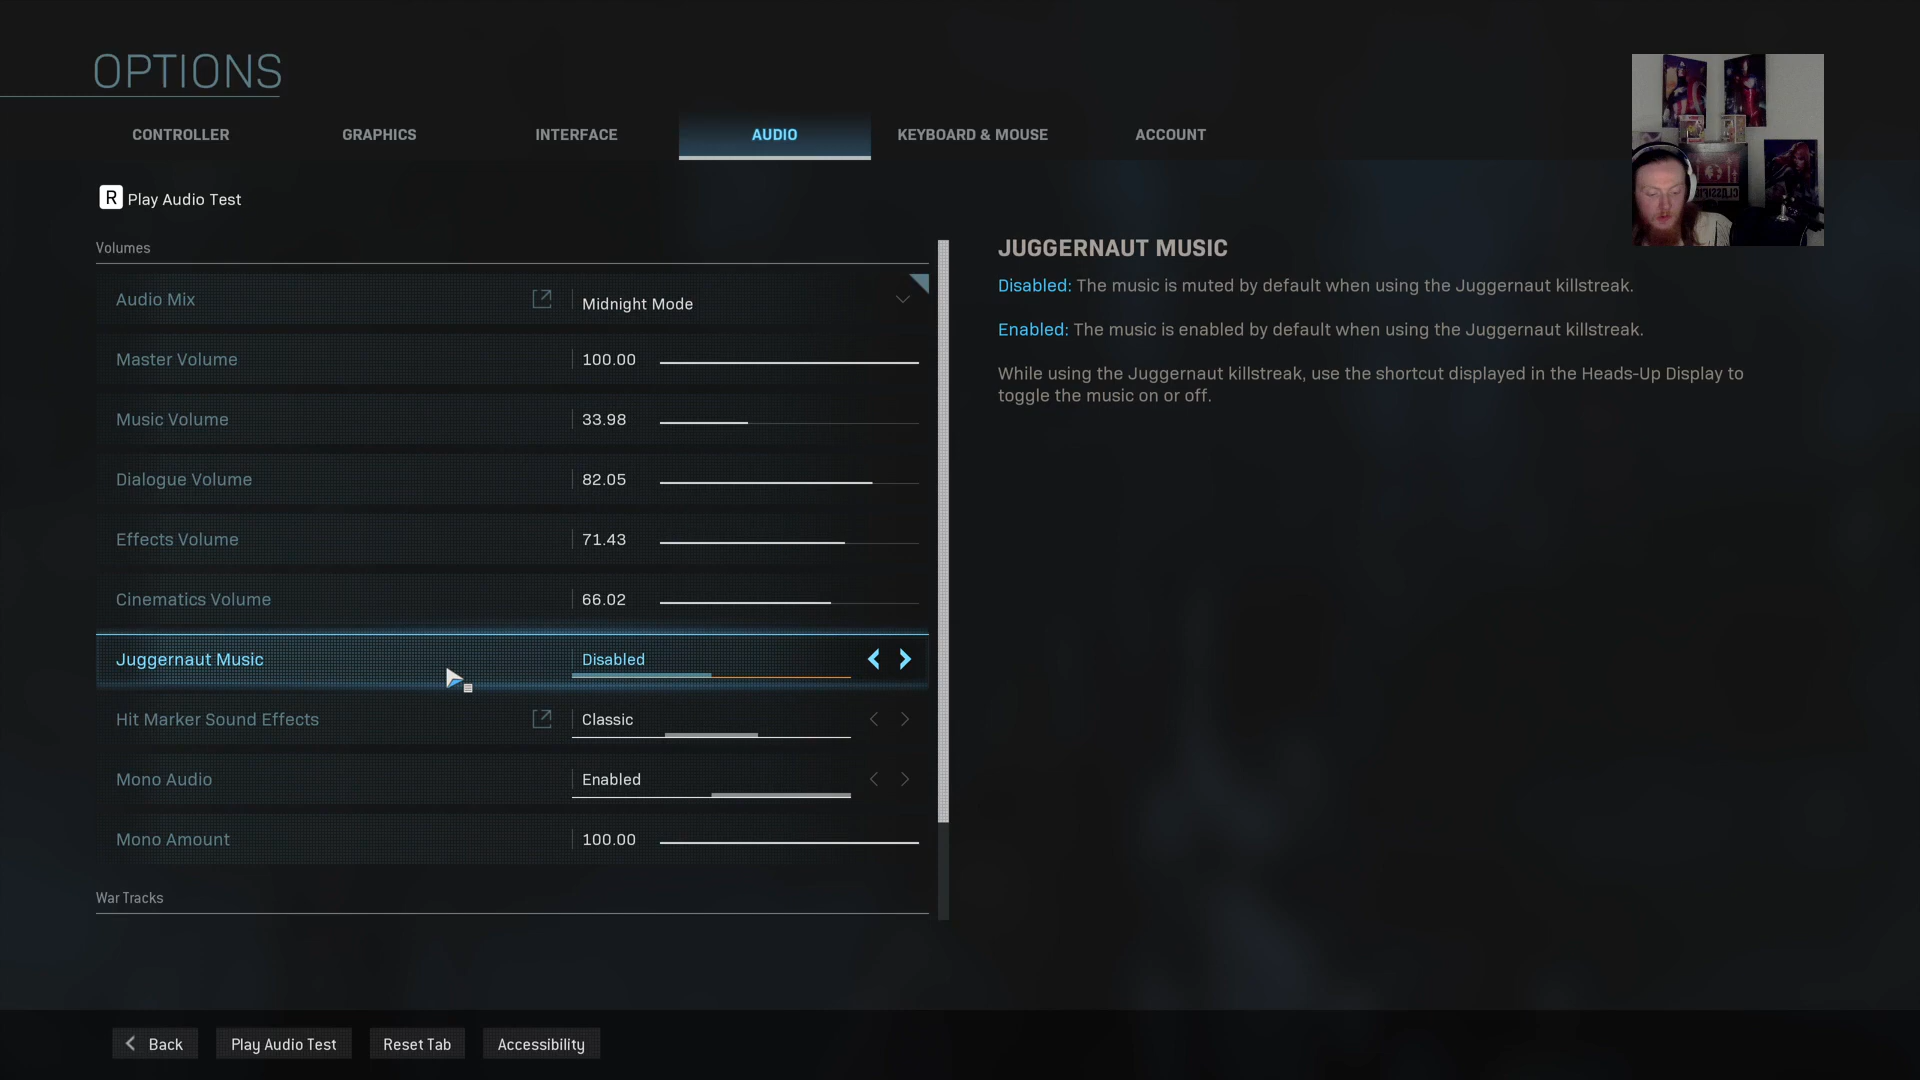 OPTIONS
CONTROLLER
GRAPHICS
INTERFACE
AUDIO
KEYBOARD & MOUSE
ACCOUNT
R Play Audio Test
Volumes
Audio Mix
Midnight Mode
Master Volume
100.00
Music Volume
33.98
Dialogue Volume
82.05
Effects Volume
71.43
Cinematics Volume
66.02
Juggernaut Music
Disabled
Hit Marker Sound Effects
Classic
Mono Audio
Enabled
Mono Amount
100.00
War Tracks
JUGGERNAUT MUSIC
Disabled: The music is muted by default when using the Juggernaut killstreak.
Enabled: The music is enabled by default when using the Juggernaut killstreak.
While using the Juggernaut killstreak, use the shortcut displayed in the Heads-Up Display to
toggle the music on or off.
Back
Play Audio Test
Reset Tab
Accessibility